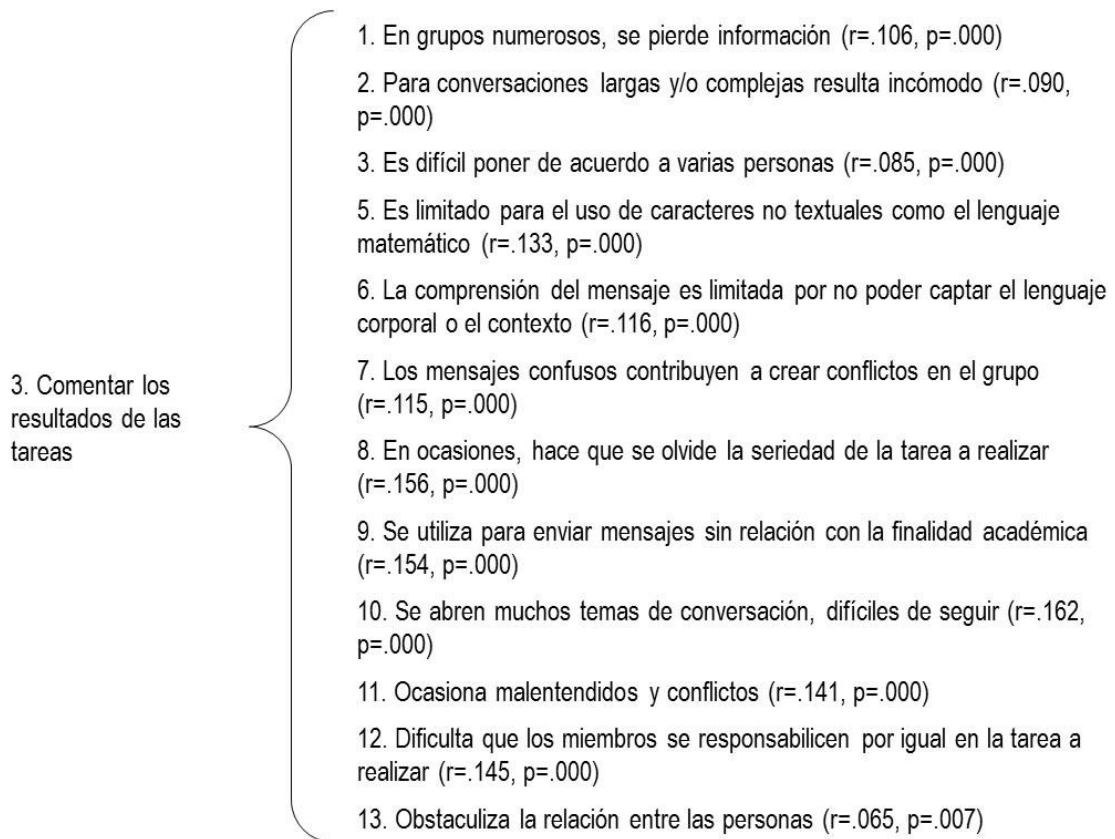 3. Comentar los
resultados de las
tareas
1. En grupos numerosos, se pierde información (r=.106, p=.000)
2. Para conversaciones largas y/o complejas resulta incómodo (r=.090,
p=.000)
3. Es difícil poner de acuerdo a varias personas (r=.085, p=.000)
5. Es limitado para el uso de caracteres no textuales como el lenguaje
matemático (r=.133, p=.000)
6. La comprensión del mensaje es limitada por no poder captar el lenguaje
corporal o el contexto (r=.116, p=.000)
7. Los mensajes confusos contribuyen a crear conflictos en el grupo
(r=.115, p=.000)
8. En ocasiones, hace que se olvide la seriedad de la tarea a realizar
(r=.156, p=.000)
9. Se utiliza para enviar mensajes sin relación con la finalidad académica
(r=.154, p=.000)
10. Se abren muchos temas de conversación, difíciles de seguir (r=.162,
p=.000)
11. Ocasiona malentendidos y conflictos (r=.141, p=.000)
12. Dificulta que los miembros se responsabilicen por igual en la tarea a
realizar (r=.145, p=.000)
13. Obstaculiza la relación entre las personas (r=.065, p=.007)